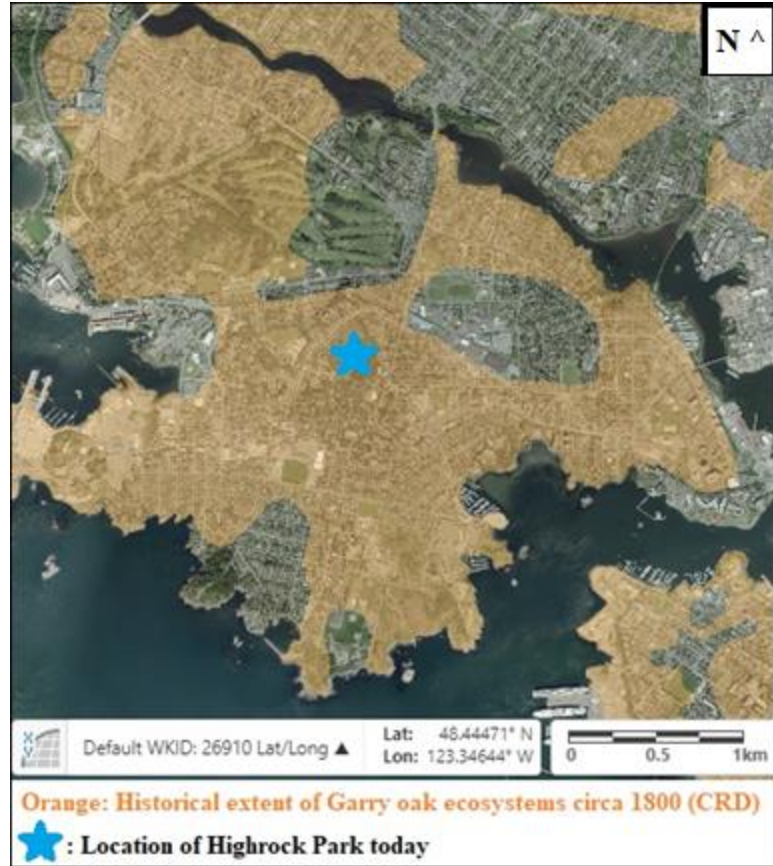 N ^
Default WKID: 26910 Lat/Long ▲
Lat: 48.44471° N
Lon: 123.34644° W
0 0.5 1km
Orange: Historical extent of Garry oak ecosystems circa 1800 (CRD)
: Location of Highrock Park today